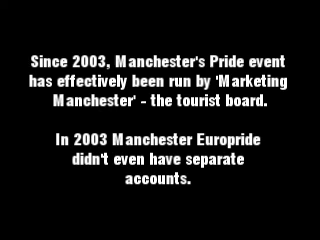 Since 2003, Manchester's Pride event
has effectively been run by 'Marketing
Manchester' - the tourist board.
In 2003 Manchester Europride
didn't even have separate
accounts.